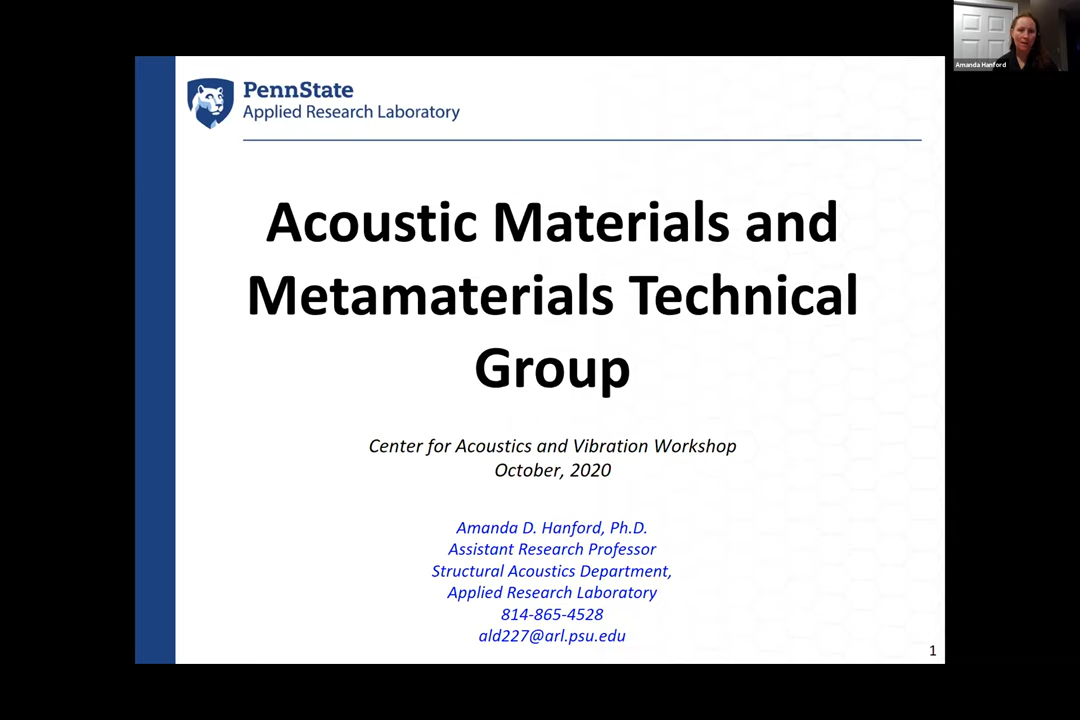 PennState
Applied Research Laboratory
Acoustic Materials and
Metamaterials Technical
Group
Center for Acoustics and Vibration Workshop
October, 2020
Amanda D. Hanford, Ph.D.
Assistant Research Professor
Structural Acoustics Department,
Applied Research Laboratory
814-865-4528
ald227@arl.psu.edu
1
Amanda Hanford